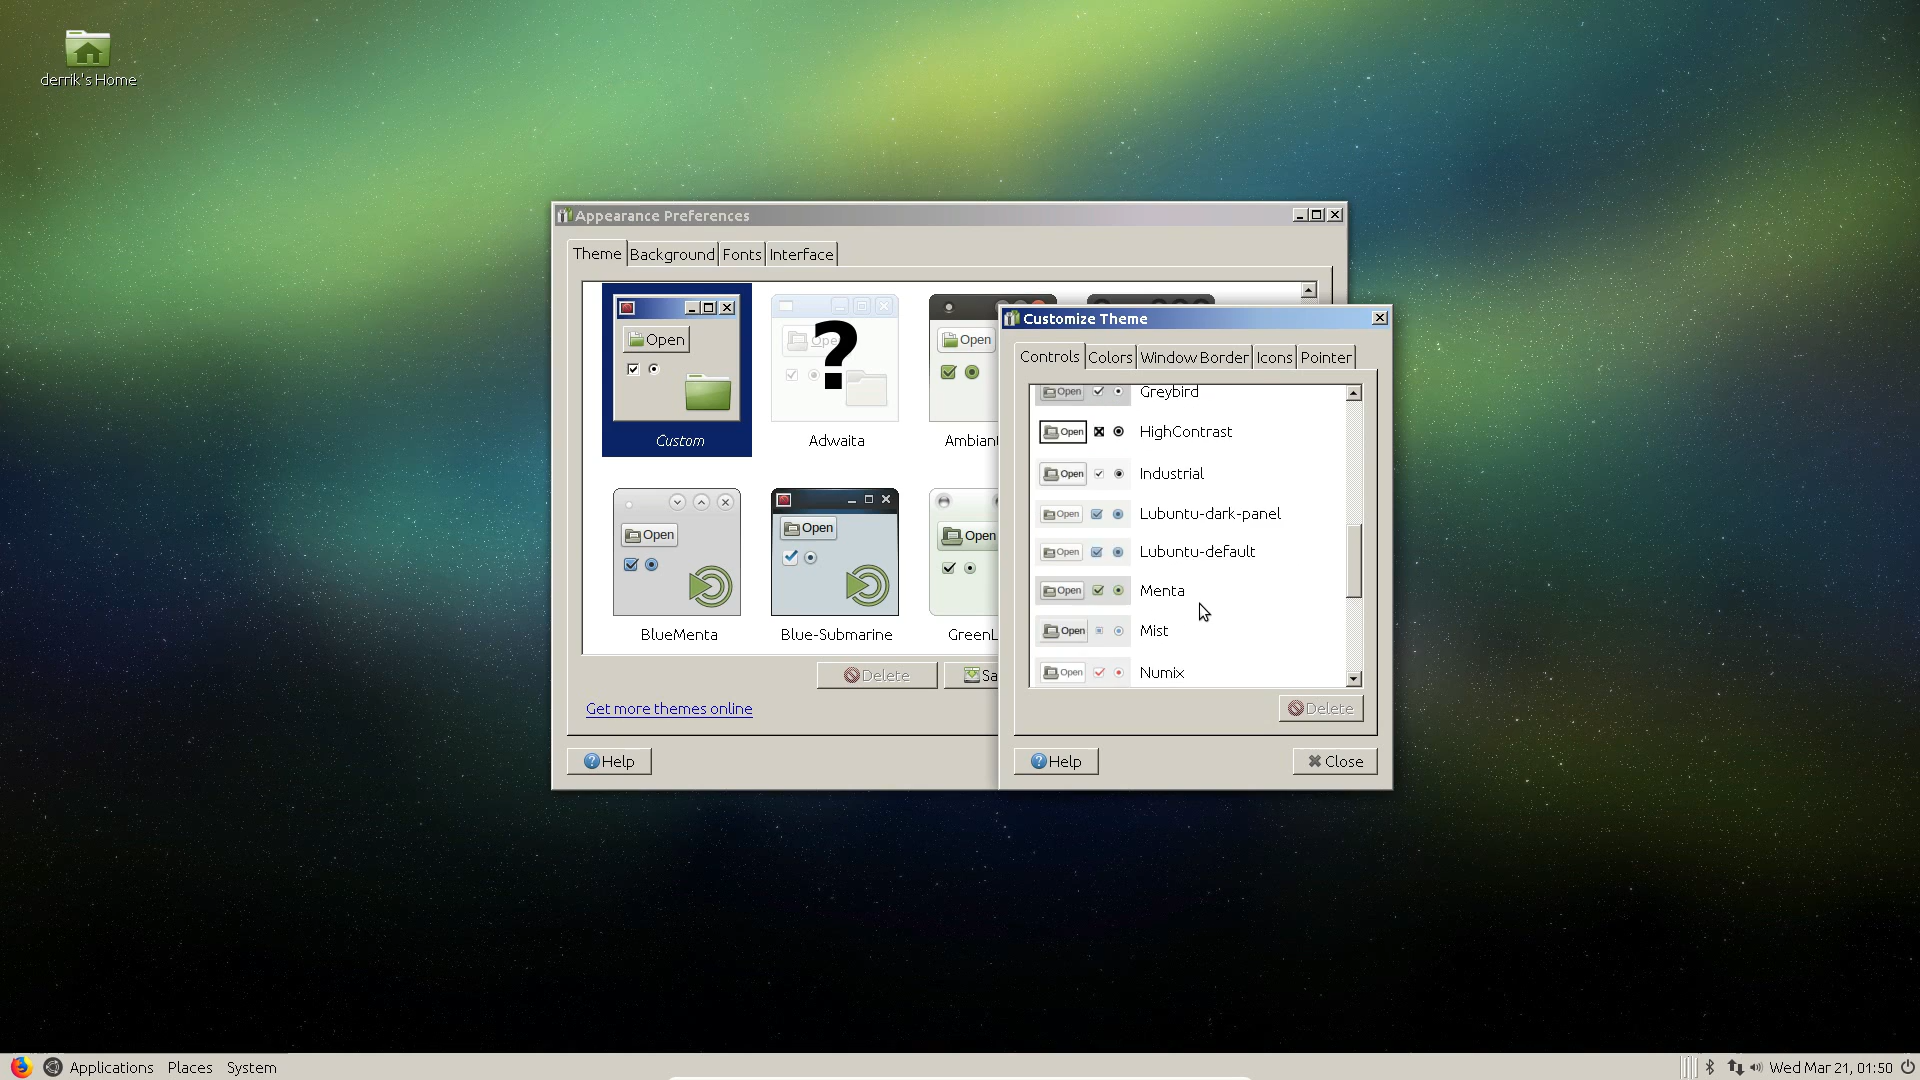 derrik's Home
Appearance Preferences
Theme Background Fonts Interface
Open
Custom
Adwaita
Open
Open
BlueMenta
Open
Blue-Submarine
Open
Delete
Get more themes online
Help
Customize Theme
Controls Colors Window Border Icons Pointer
Open Greybird
Open HighContrast
Open Industrial
Open Lubuntu-dark-panel
Open Lubuntu-default
Open Menta
Open Mist
Open Numix
Delete
Help
Close
Applications Places System
Wed Mar 21, 01:50